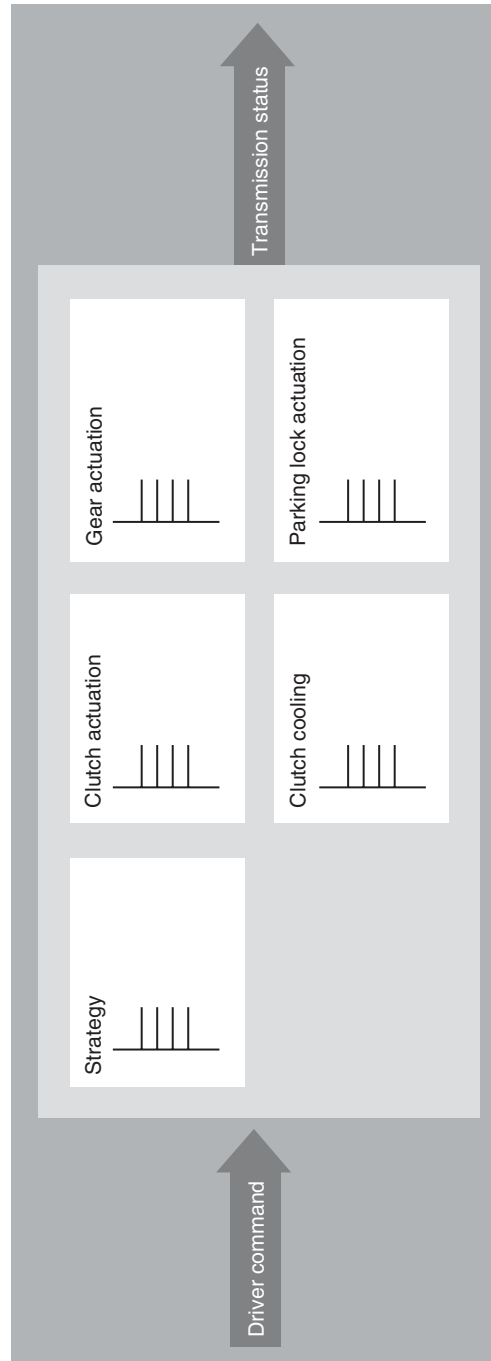 Driver command
Strategy
Clutch actuation
Gear actuation
Clutch cooling
Parking lock actuation
Transmission status